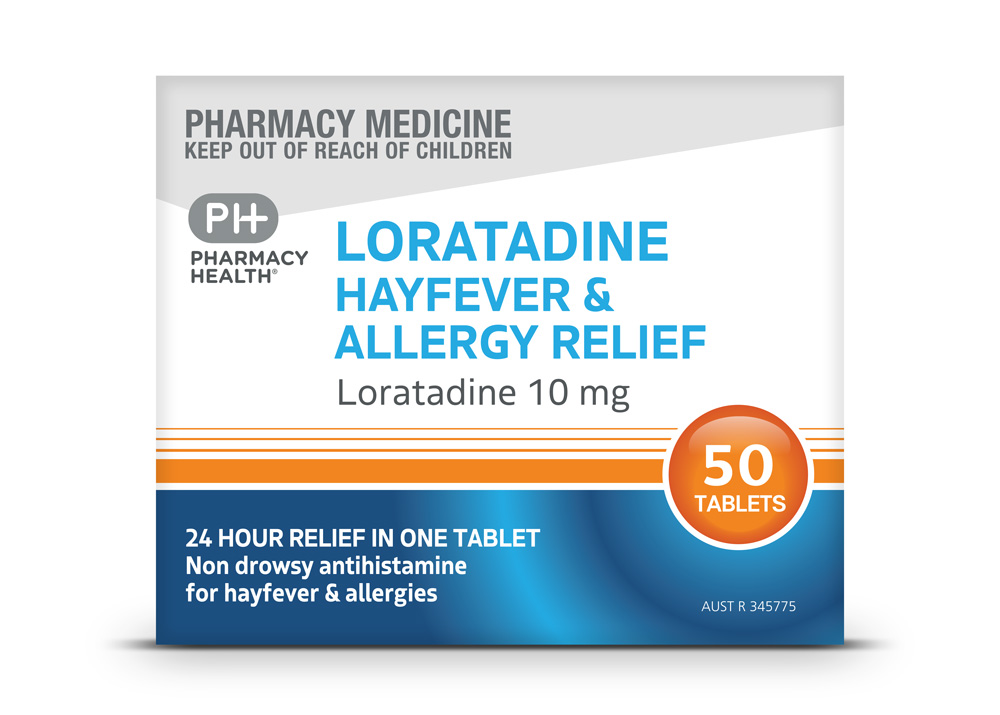 PHARMACY MEDICINE
KEEP OUT OF REACH OF CHILDREN
PH+
PHARMACY
HEALTH®
LORATADINE
HAYFEVER &
ALLERGY RELIEF
Loratadine 10 mg
50
TABLETS
24 HOUR RELIEF IN ONE TABLET
Non drowsy antihistamine
for hayfever & allergies
AUST R 345775